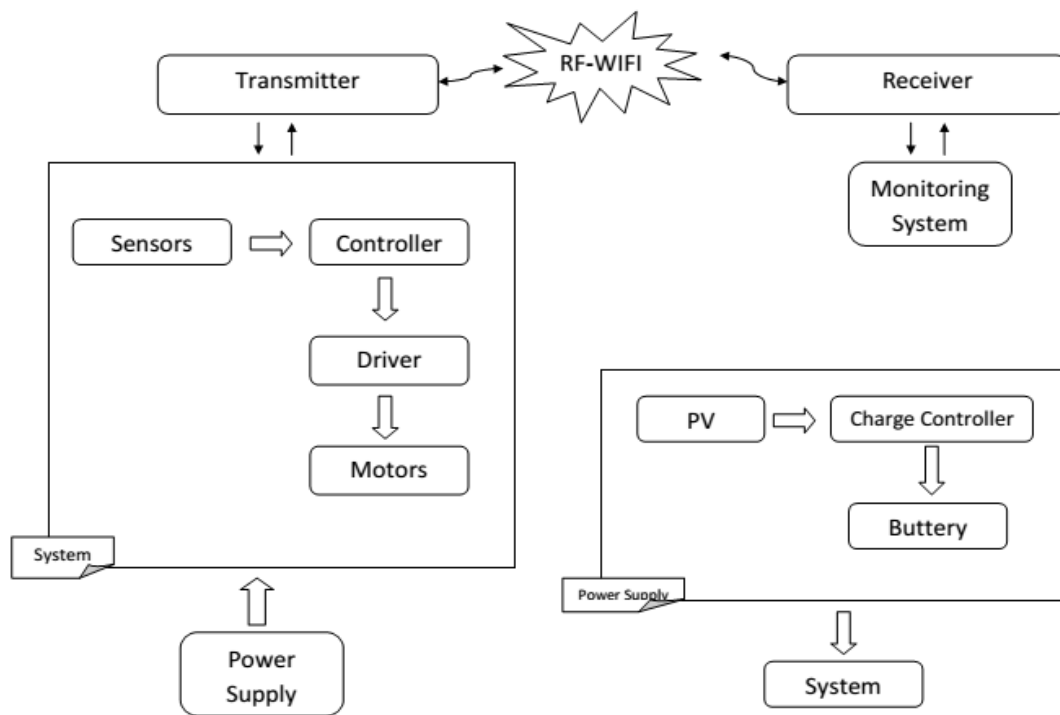 RF-WIFI
Transmitter
Receiver
Monitoring
System
Sensors
Controller
Driver
Motors
System
Power
Supply
PV
Charge Controller
Buttery
Power Supply
System